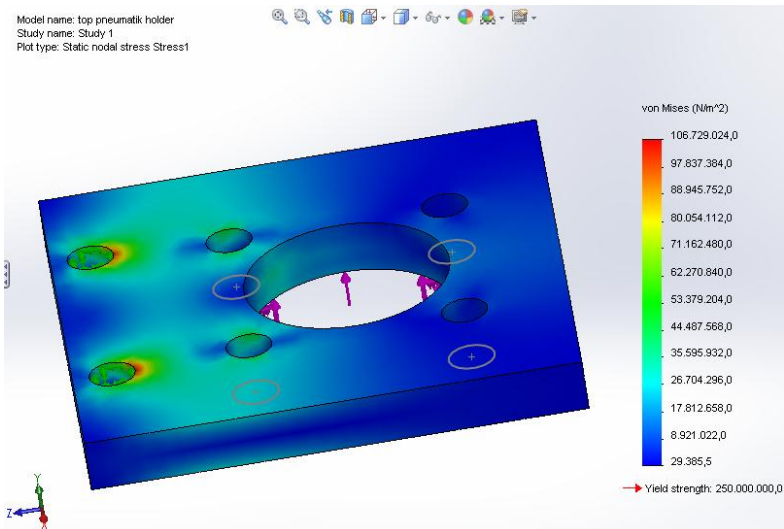 Model name: top pneumatik holder
Study name: Study 1
Plot type: Static nodal stress Stress1
von Mises (N/m^2)
106.729.024,0
97.837.384,0
88.945.752,0
80.054.112,0
71.162.480,0
62.270.840,0
53.379.204,0
44.487.568,0
35.595.932,0
26.704.296,0
17.812.658,0
8.921.022,0
29.385,5
Yield strength: 250.000.000,0
Y
Z
X